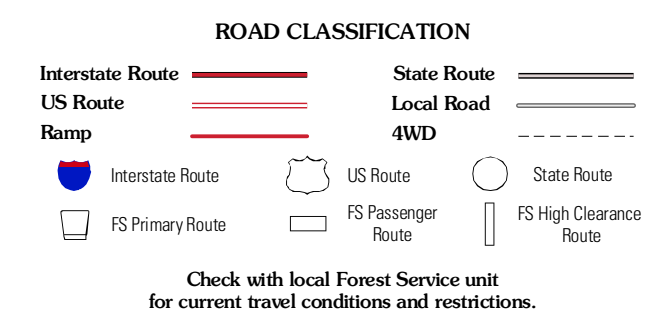 ROAD CLASSIFICATION
Interstate Route
State Route
US Route
Local Road
Ramp
4WD
Interstate Route
US Route
State Route
FS Primary Route
FS Passenger
Route
FS High Clearance
Route
Check with local Forest Service unit
for current travel conditions and restrictions.